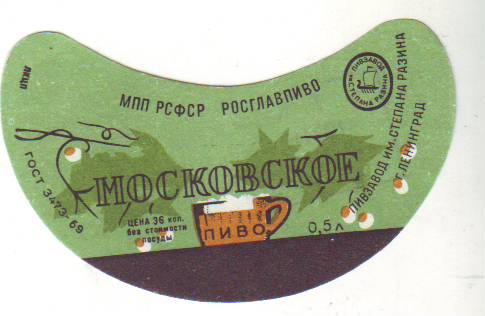 МПП РСФСР РОСГЛАВПИВО
ПИВЗАВОД
им. СТЕПАНА РАЗИНА
ГОСТ 3473-69
МОСКОВСКОЕ
ПИВО
ЦЕНА 36 коп.
без стоимости
посуды
0,5л
ПИВЗАВОД ИМ. СТЕПАНА РАЗИНА
г. ЛЕНИНГРАД